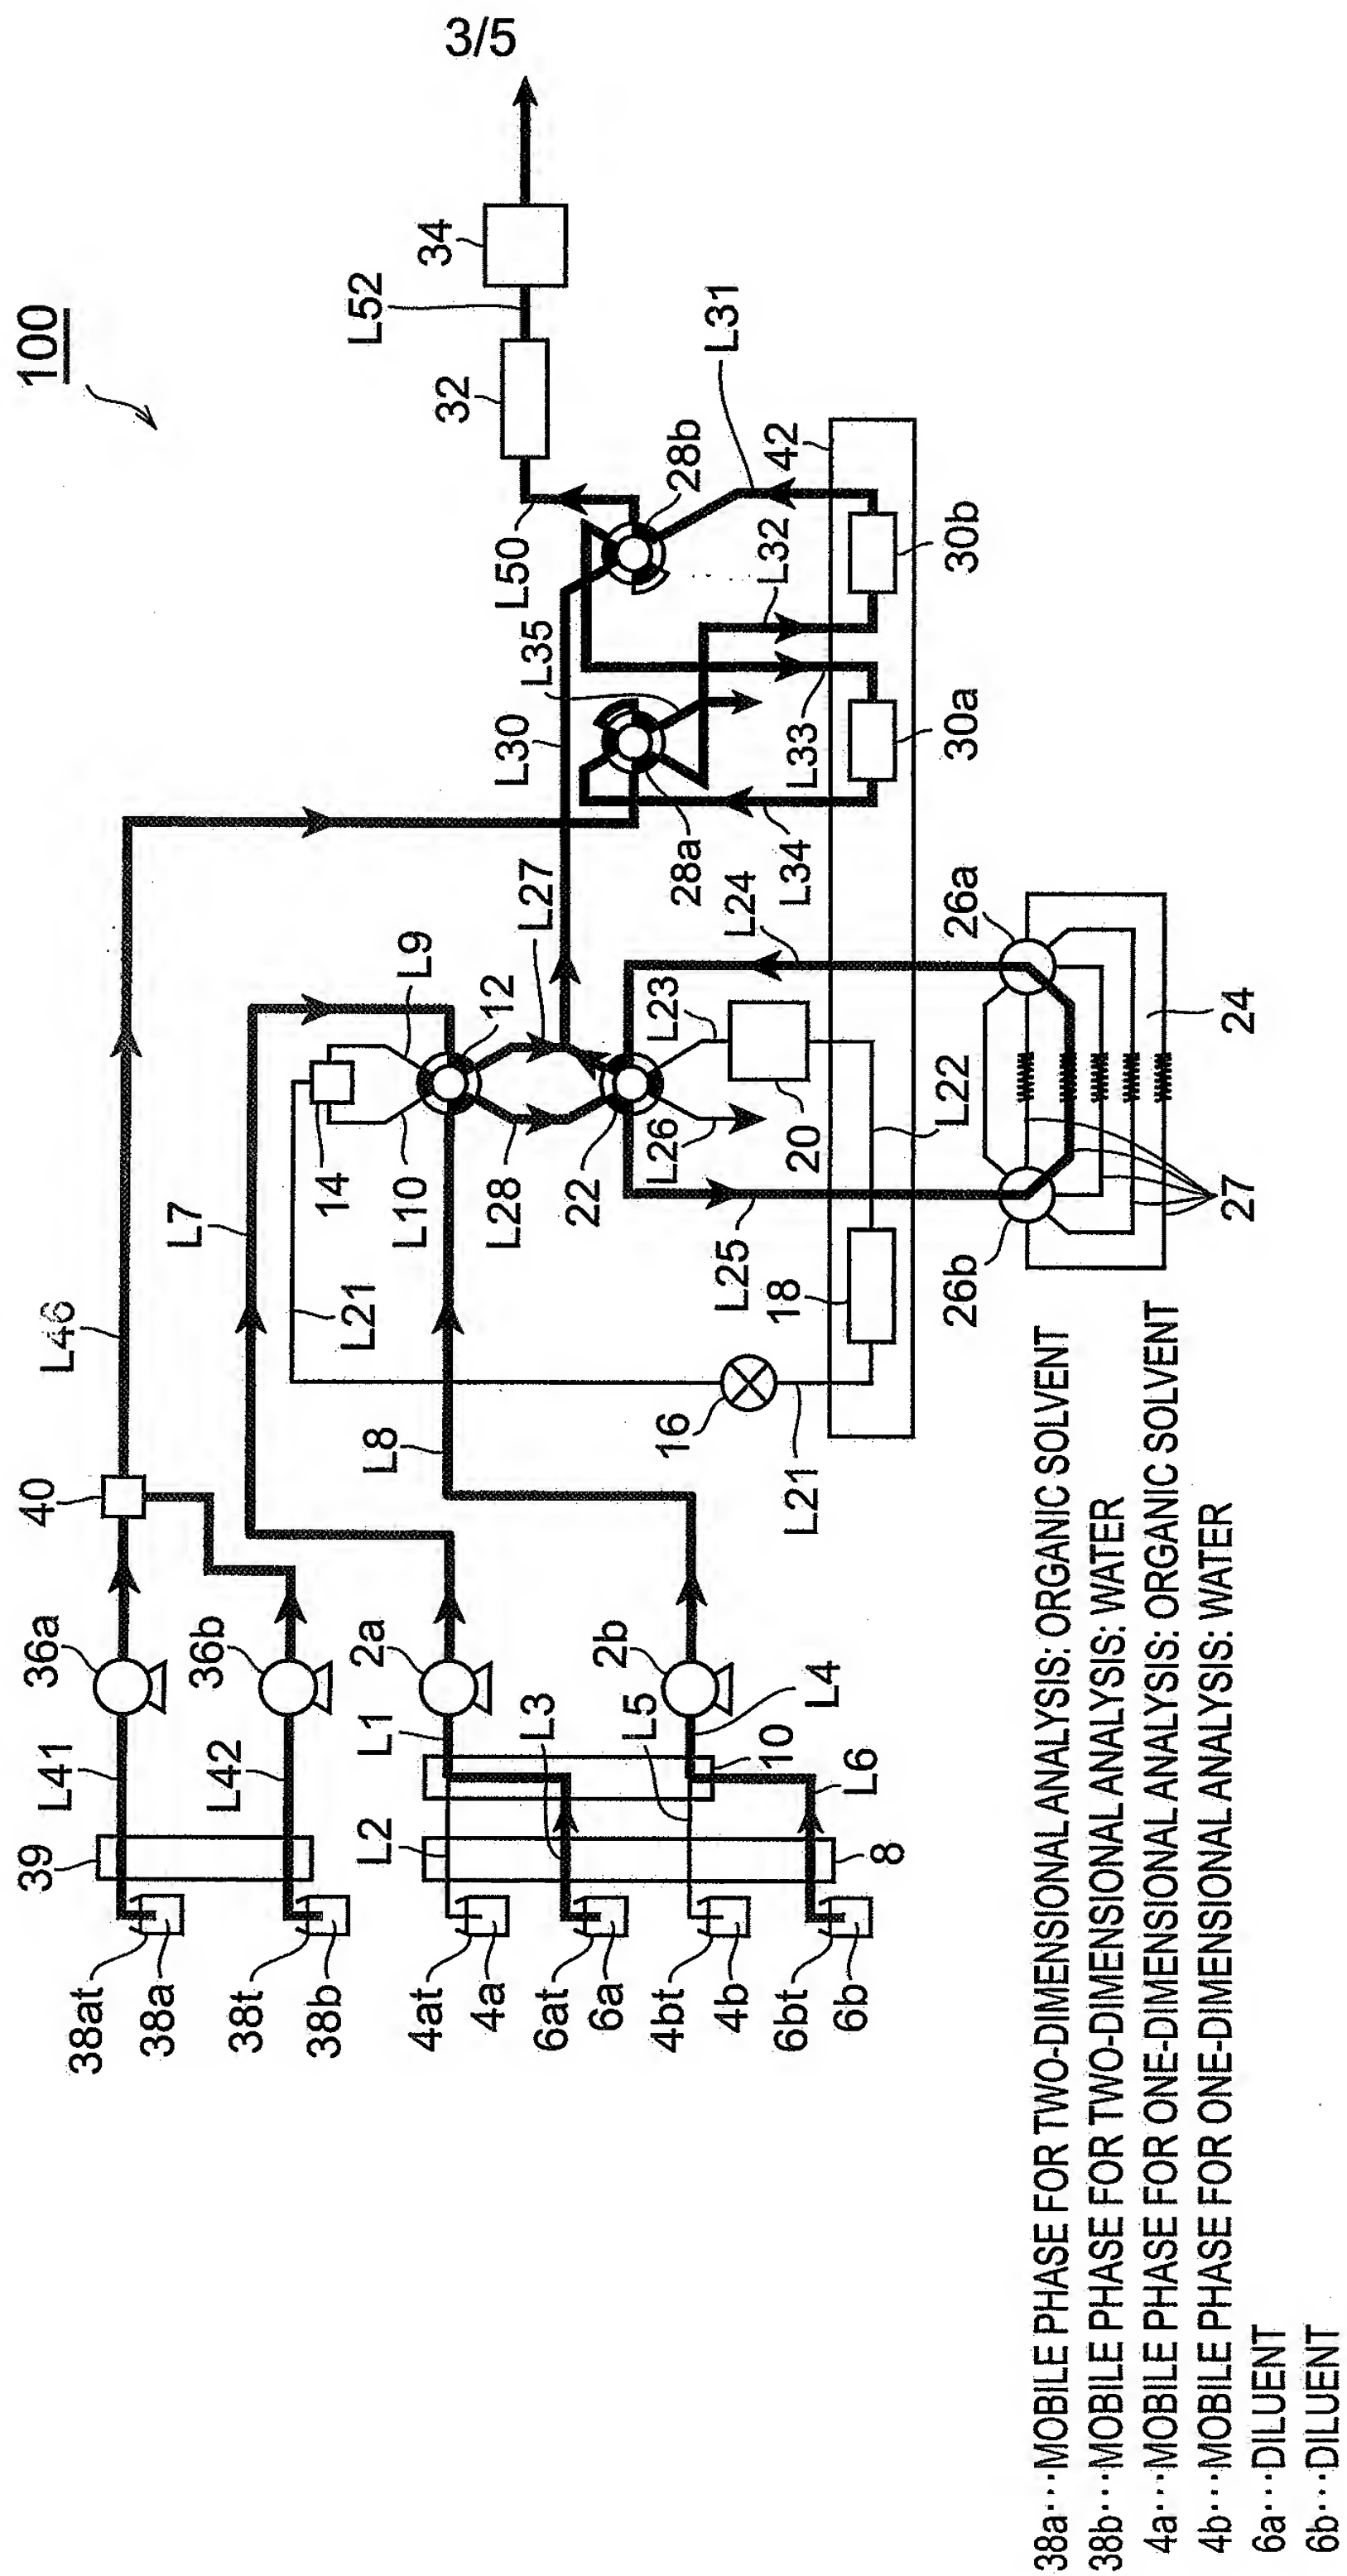 100
3/5
34
L52
32
L31
42
28b
L50
L32
30b
L35
L30
L33
30a
28a
L34
L27
L24
26a
L9
12
L23
24
14
L10
L28
22
L26
20
L22
27
L7
L21
L25
18
26b
L46
L8
16
L21
40
36a
36b
2a
2b
L41
L42
L1
L3
L5
L4
10
L6
39
L2
8
38at
38a
38t
38b
4at
4a
6at
6a
4bt
4b
6bt
6b
38a···MOBILE PHASE FOR TWO-DIMENSIONAL ANALYSIS: ORGANIC SOLVENT
38b···MOBILE PHASE FOR TWO-DIMENSIONAL ANALYSIS: WATER
4a···MOBILE PHASE FOR ONE-DIMENSIONAL ANALYSIS: ORGANIC SOLVENT
4b···MOBILE PHASE FOR ONE-DIMENSIONAL ANALYSIS: WATER
6a···DILUENT
6b···DILUENT